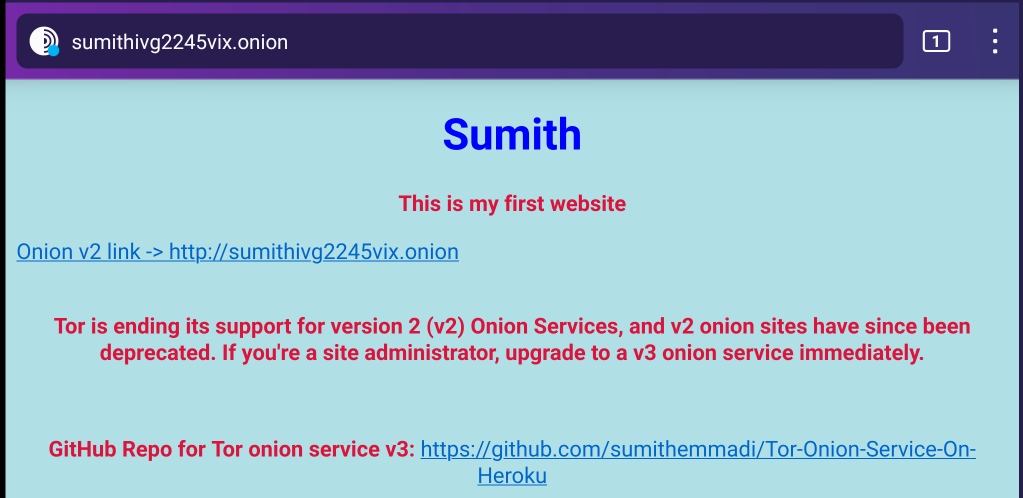 sumithivg2245vix.onion
1
Sumith
This is my first website
Onion v2 link -> http://sumithivg2245vix.onion
Tor is ending its support for version 2 (v2) Onion Services, and v2 onion sites have since been
deprecated. If you're a site administrator, upgrade to a v3 onion service immediately.
GitHub Repo for Tor onion service v3: https://github.com/sumithemmadi/Tor-Onion-Service-On-
Heroku